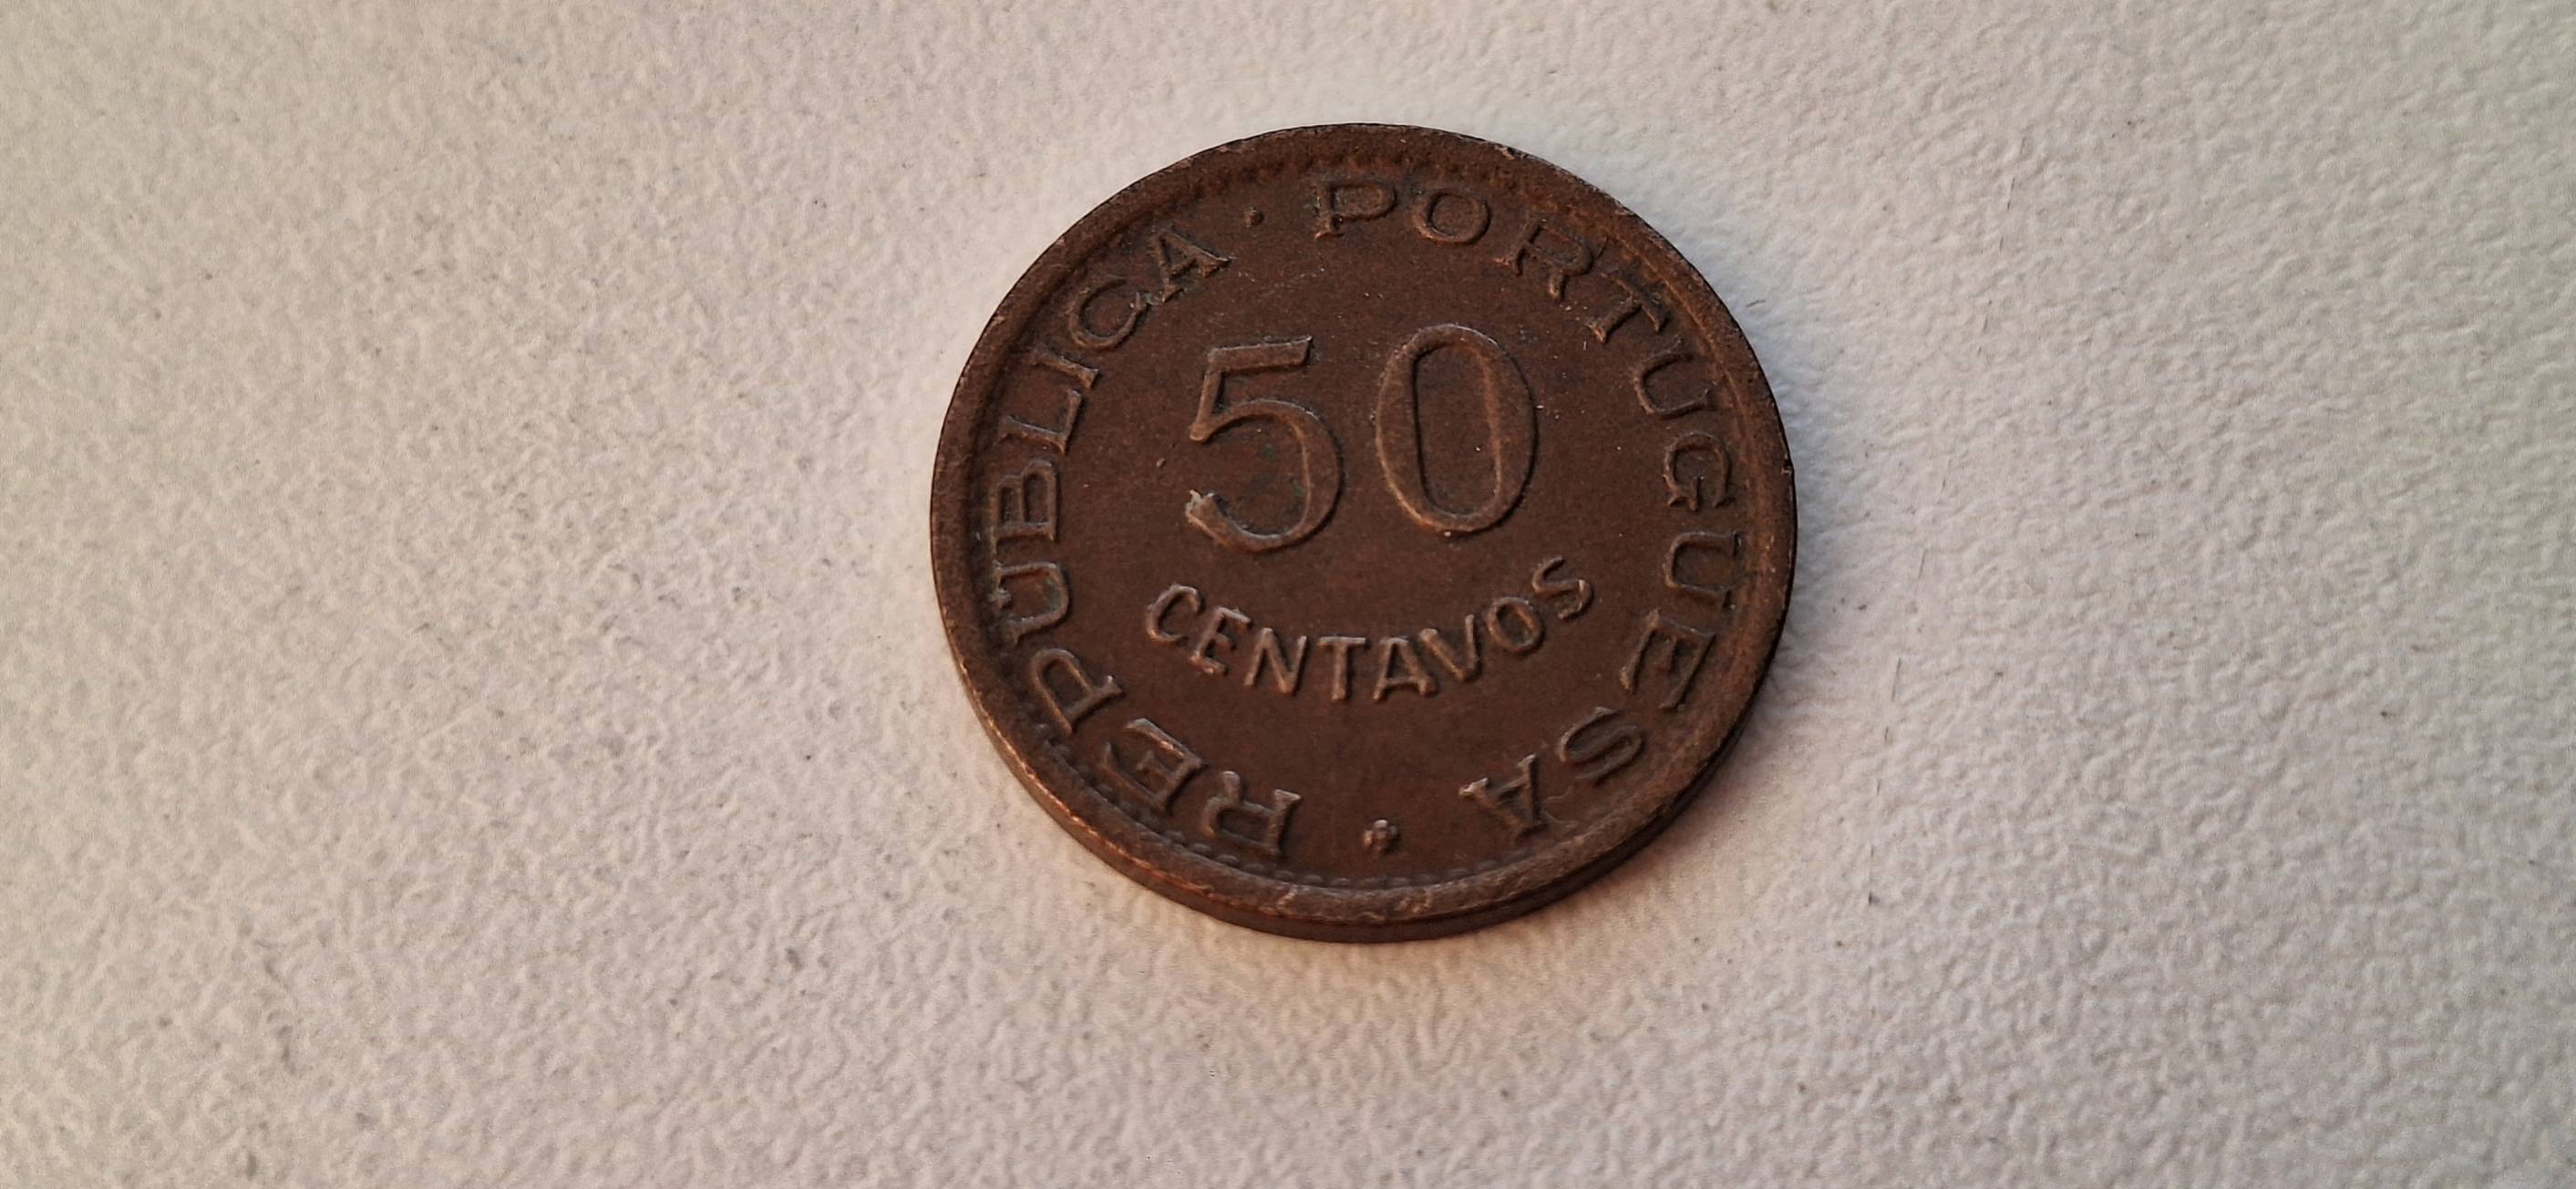 REPUBLICA · PORTUGUESA
50
CENTAVOS